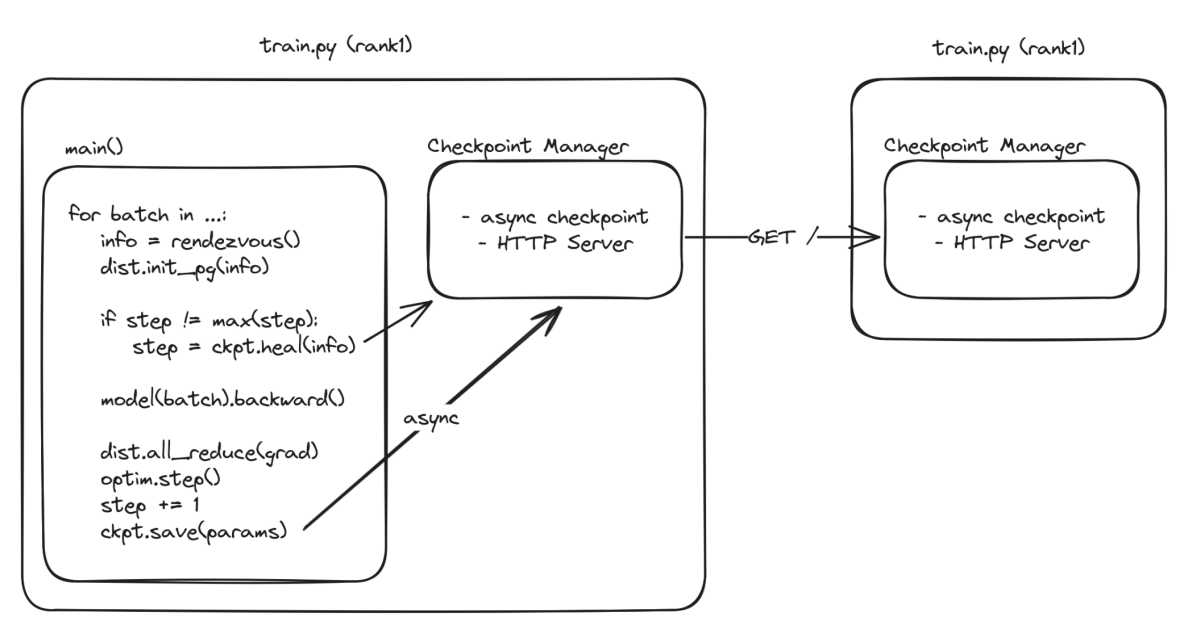 train.py (rank1)
main()
for batch in ...:
info = rendezvous()
dist.init_pg(info)
if step != max(step):
step = ckpt.heal(info)
model(batch).backward()
dist.all_reduce(grad)
optim.step()
step += 1
ckpt.save(params)
async
Checkpoint Manager
- async checkpoint
- HTTP Server
GET /
train.py (rank1)
Checkpoint Manager
- async checkpoint
- HTTP Server